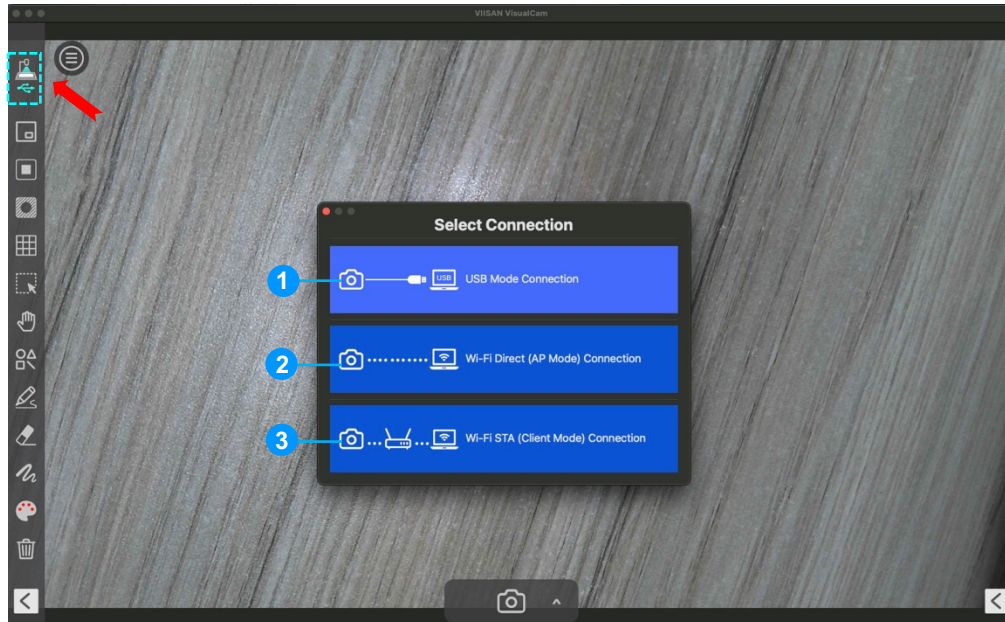 VIISAN VisualCam
Select Connection
1
USB
USB Mode Connection
2
Wi-Fi Direct (AP Mode) Connection
3
Wi-Fi STA (Client Mode) Connection